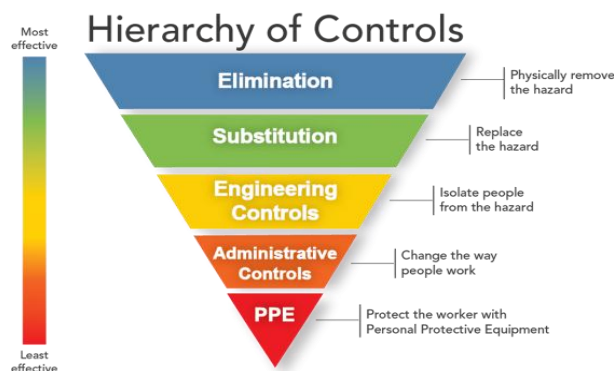 Hierarchy of Controls
Most
effective
Elimination
Physically remove
the hazard
Substitution
Replace
the hazard
Engineering
Controls
Isolate people
from the hazard
Administrative
Controls
Change the way
people work
PPE
Protect the worker with
Personal Protective Equipment
Least
effective